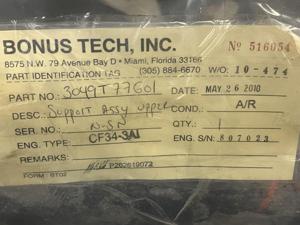 BONUS TECH, INC.
Nº 516054
8575 N.W. 79 Avenue Bay D • Miami, Florida 33166
PART IDENTIFICATION TAG (305) 884-6670 W/O: 10-474
PART NO: 3049T77G01 DATE: MAY 26 2010
DESC.: Support Assy upper COND.: A/R
SER. NO.: N-SN QTY.: 1
ENG. TYPE CF34-3A1 ENG. S/N: 807023
REMARKS: P262619072
FORM BT02